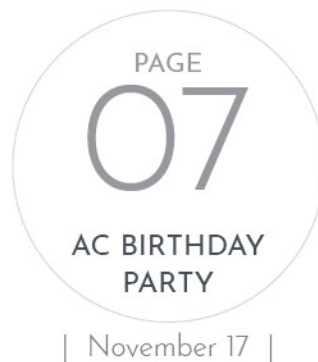 PAGE
07
AC BIRTHDAY
PARTY
| November 17 |